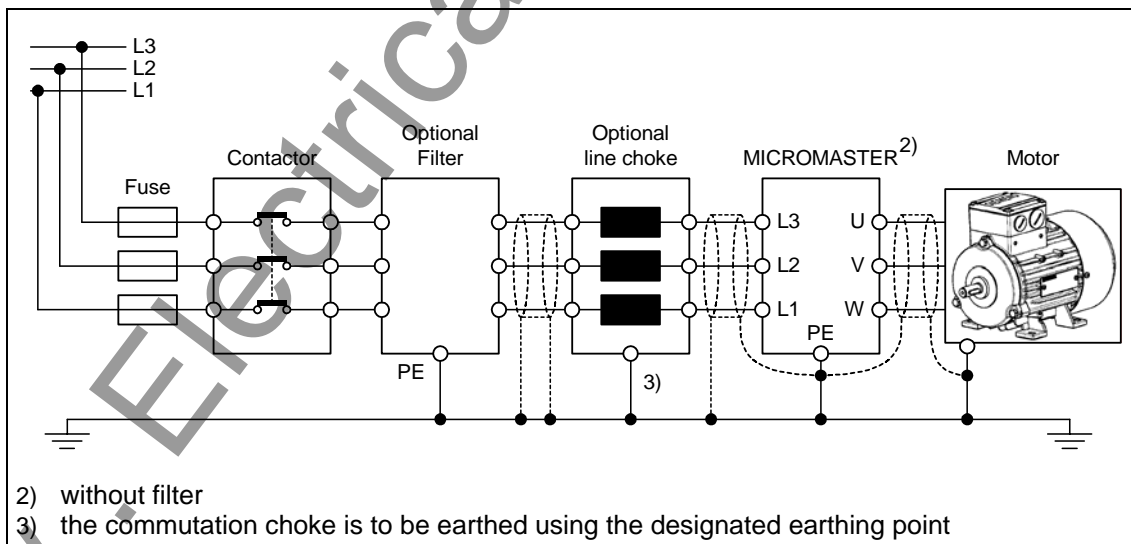 L3
L2
L1
Fuse
Contactor
Optional
Filter
Optional
line choke
MICROMASTER2)
Motor
L3
L2
L1
U
V
W
PE
PE
3)
2) without filter
3) the commutation choke is to be earthed using the designated earthing point
. Electrica